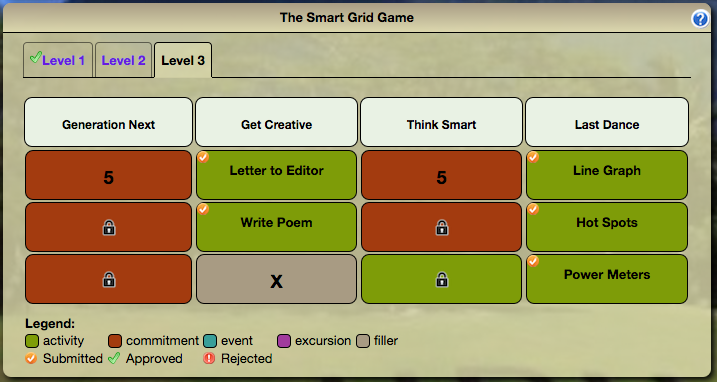 The Smart Grid Game
?
Level 1 Level 2 Level 3
Generation Next Get Creative Think Smart Last Dance
5 Letter to Editor 5 Line Graph
Write Poem Hot Spots
X Power Meters
Legend:
activity commitment event excursion filler
Submitted Approved Rejected